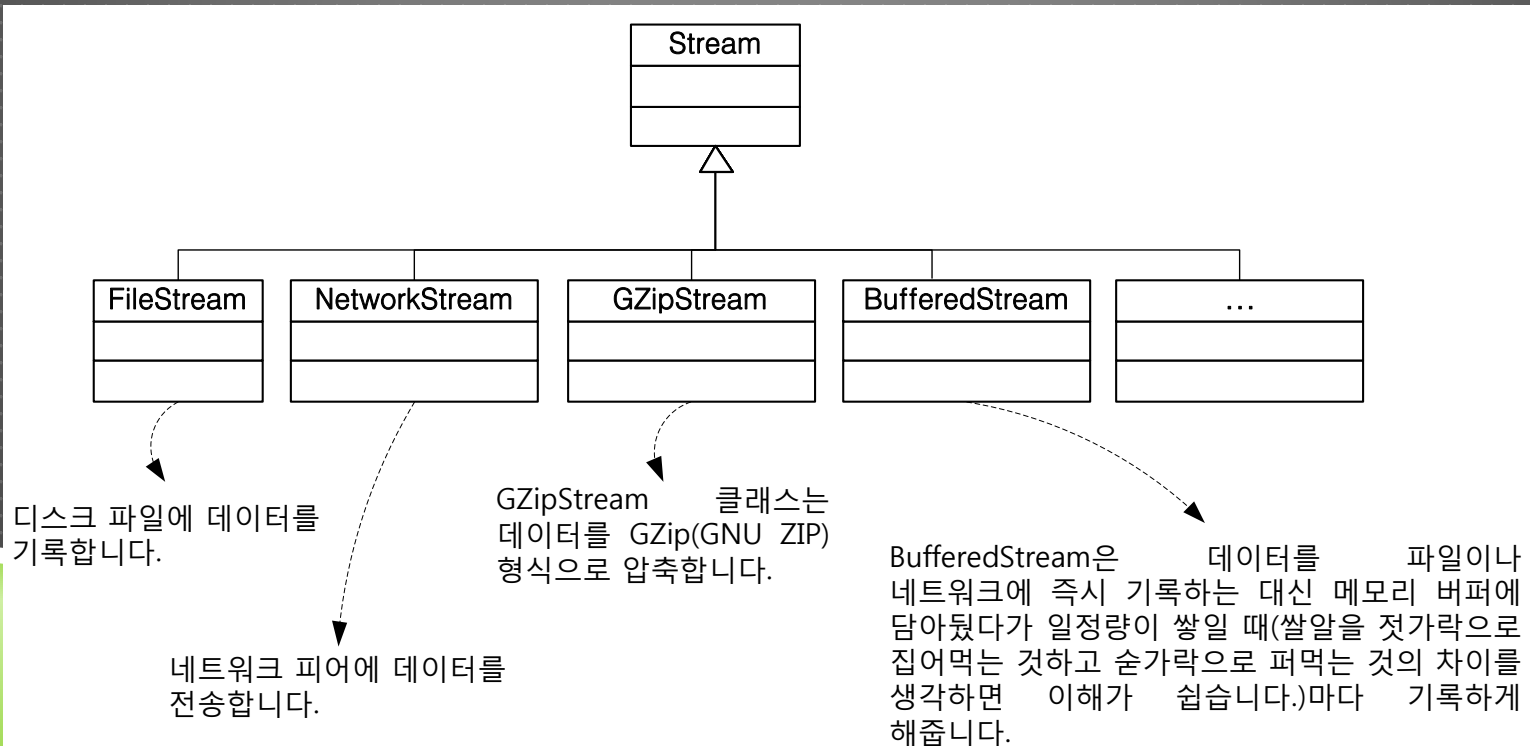 Stream
FileStream
NetworkStream
GZipStream
BufferedStream
...
디스크 파일에 데이터를
기록합니다.
네트워크 피어에 데이터를
전송합니다.
GZipStream 클래스는
데이터를 GZip(GNU ZIP)
형식으로 압축합니다.
BufferedStream은 데이터를 파일이나
네트워크에 즉시 기록하는 대신 메모리 버퍼에
담아뒀다가 일정량이 쌓일 때(쌀알을 젓가락으로
집어먹는 것하고 숟가락으로 퍼먹는 것의 차이를
생각하면 이해가 쉽습니다.)마다 기록하게
해줍니다.